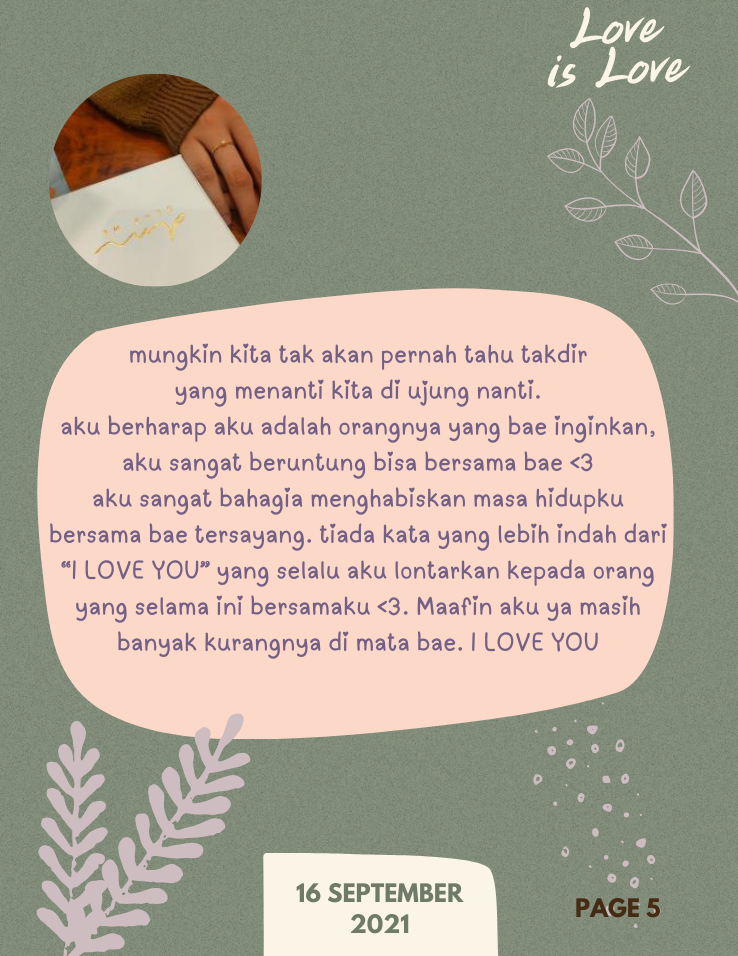 Love
is Love
mungkin kita tak akan pernah tahu takdir
yang menanti kita di ujung nanti.
aku berharap aku adalah orangnya yang bae inginkan,
aku sangat beruntung bisa bersama bae <3
aku sangat bahagia menghabiskan masa hidupku
bersama bae tersayang. tiada kata yang lebih indah dari
“I LOVE YOU” yang selalu aku lontarkan kepada orang
yang selama ini bersamaku <3. Maafin aku ya masih
banyak kurangnya di mata bae. I LOVE YOU
16 SEPTEMBER
2021
PAGE 5